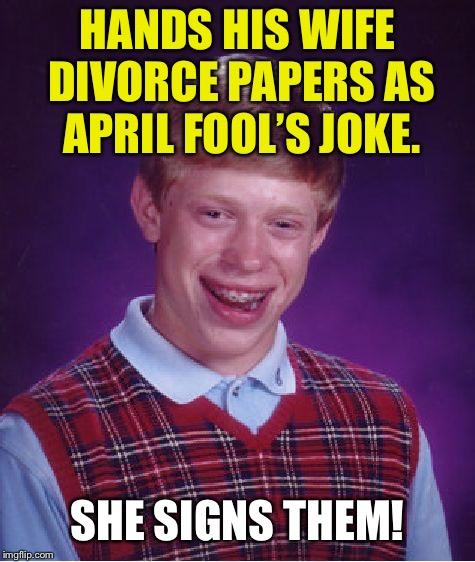 HANDS HIS WIFE
DIVORCE PAPERS AS
APRIL FOOL’S JOKE.
SHE SIGNS THEM!
imgflip.com